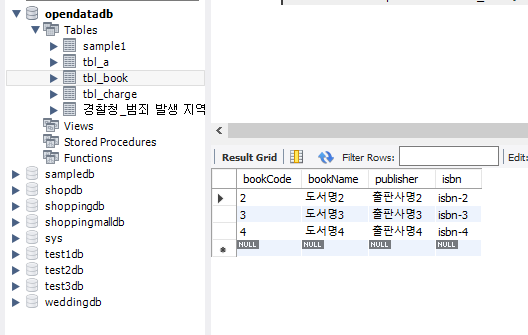 opendatadb
Tables
sample1
tbl_a
tbl_book
tbl_charge
경찰청_범죄 발생 지역
Views
Stored Procedures
Functions
sampledb
shopdb
shoppingdb
shoppingmalldb
sys
test1db
test2db
test3db
weddingdb
Result Grid Filter Rows: Edit:
bookCode bookName publisher isbn
2 도서명2 출판사명2 isbn-2
3 도서명3 출판사명3 isbn-3
4 도서명4 출판사명4 isbn-4
NULL NULL NULL NULL